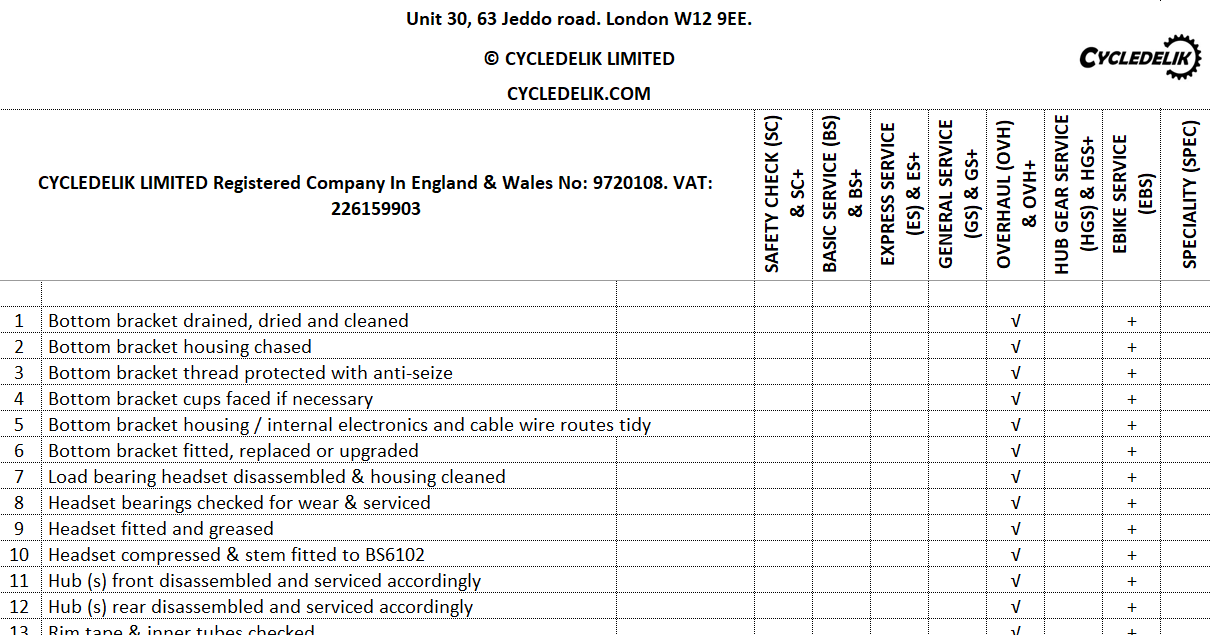 Unit 30, 63 Jeddo road. London W12 9EE.
© CYCLEDELIK LIMITED
CYCLEDELIK
CYCLEDELIK.COM
CYCLEDELIK LIMITED Registered Company In England & Wales No: 9720108. VAT:
226159903
SAFETY CHECK (SC)
& SC+
BASIC SERVICE (BS)
& BS+
EXPRESS SERVICE
(ES) & ES+
GENERAL SERVICE
(GS) & GS+
OVERHAUL (OVH)
& OVH+
HUB GEAR SERVICE
(HGS) & HGS+
EBIKE SERVICE
(EBS)
SPECIALITY (SPEC)
1 Bottom bracket drained, dried and cleaned √ +
2 Bottom bracket housing chased √ +
3 Bottom bracket thread protected with anti-seize √ +
4 Bottom bracket cups faced if necessary √ +
5 Bottom bracket housing / internal electronics and cable wire routes tidy √ +
6 Bottom bracket fitted, replaced or upgraded √ +
7 Load bearing headset disassembled & housing cleaned √ +
8 Headset bearings checked for wear & serviced √ +
9 Headset fitted and greased √ +
10 Headset compressed & stem fitted to BS6102 √ +
11 Hub (s) front disassembled and serviced accordingly √ +
12 Hub (s) rear disassembled and serviced accordingly √ +
13 Rim tape & inner tubes checked √ +